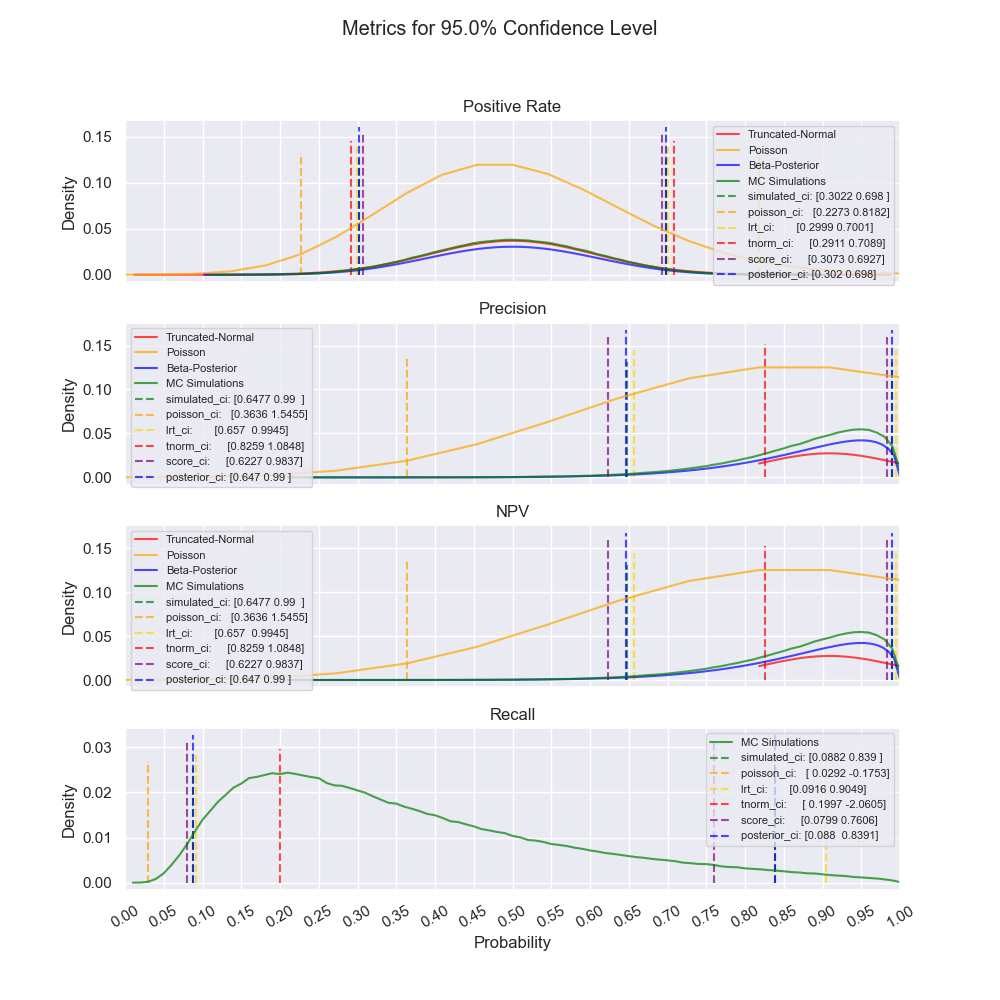 Metrics for 95.0% Confidence Level
Positive Rate
Density
0.15
0.10
0.05
0.00
Truncated-Normal
Poisson
Beta-Posterior
MC Simulations
simulated_ci: [0.3022 0.698 ]
poisson_ci: [0.2273 0.8182]
lrt_ci: [0.2999 0.7001]
tnorm_ci: [0.2911 0.7089]
score_ci: [0.3073 0.6927]
posterior_ci: [0.302 0.698]
Precision
Density
0.15
0.10
0.05
0.00
Truncated-Normal
Poisson
Beta-Posterior
MC Simulations
simulated_ci: [0.6477 0.99 ]
poisson_ci: [0.3636 1.5455]
lrt_ci: [0.657 0.9945]
tnorm_ci: [0.8259 1.0848]
score_ci: [0.6227 0.9837]
posterior_ci: [0.647 0.99 ]
NPV
Density
0.15
0.10
0.05
0.00
Truncated-Normal
Poisson
Beta-Posterior
MC Simulations
simulated_ci: [0.6477 0.99 ]
poisson_ci: [0.3636 1.5455]
lrt_ci: [0.657 0.9945]
tnorm_ci: [0.8259 1.0848]
score_ci: [0.6227 0.9837]
posterior_ci: [0.647 0.99 ]
Recall
Density
0.03
0.02
0.01
0.00
MC Simulations
simulated_ci: [0.0882 0.839 ]
poisson_ci: [ 0.0292 -0.1753]
lrt_ci: [0.0916 0.9049]
tnorm_ci: [ 0.1997 -2.0605]
score_ci: [0.0799 0.7606]
posterior_ci: [0.088 0.8391]
0.00 0.05 0.10 0.15 0.20 0.25 0.30 0.35 0.40 0.45 0.50 0.55 0.60 0.65 0.70 0.75 0.80 0.85 0.90 0.95 1.00
Probability